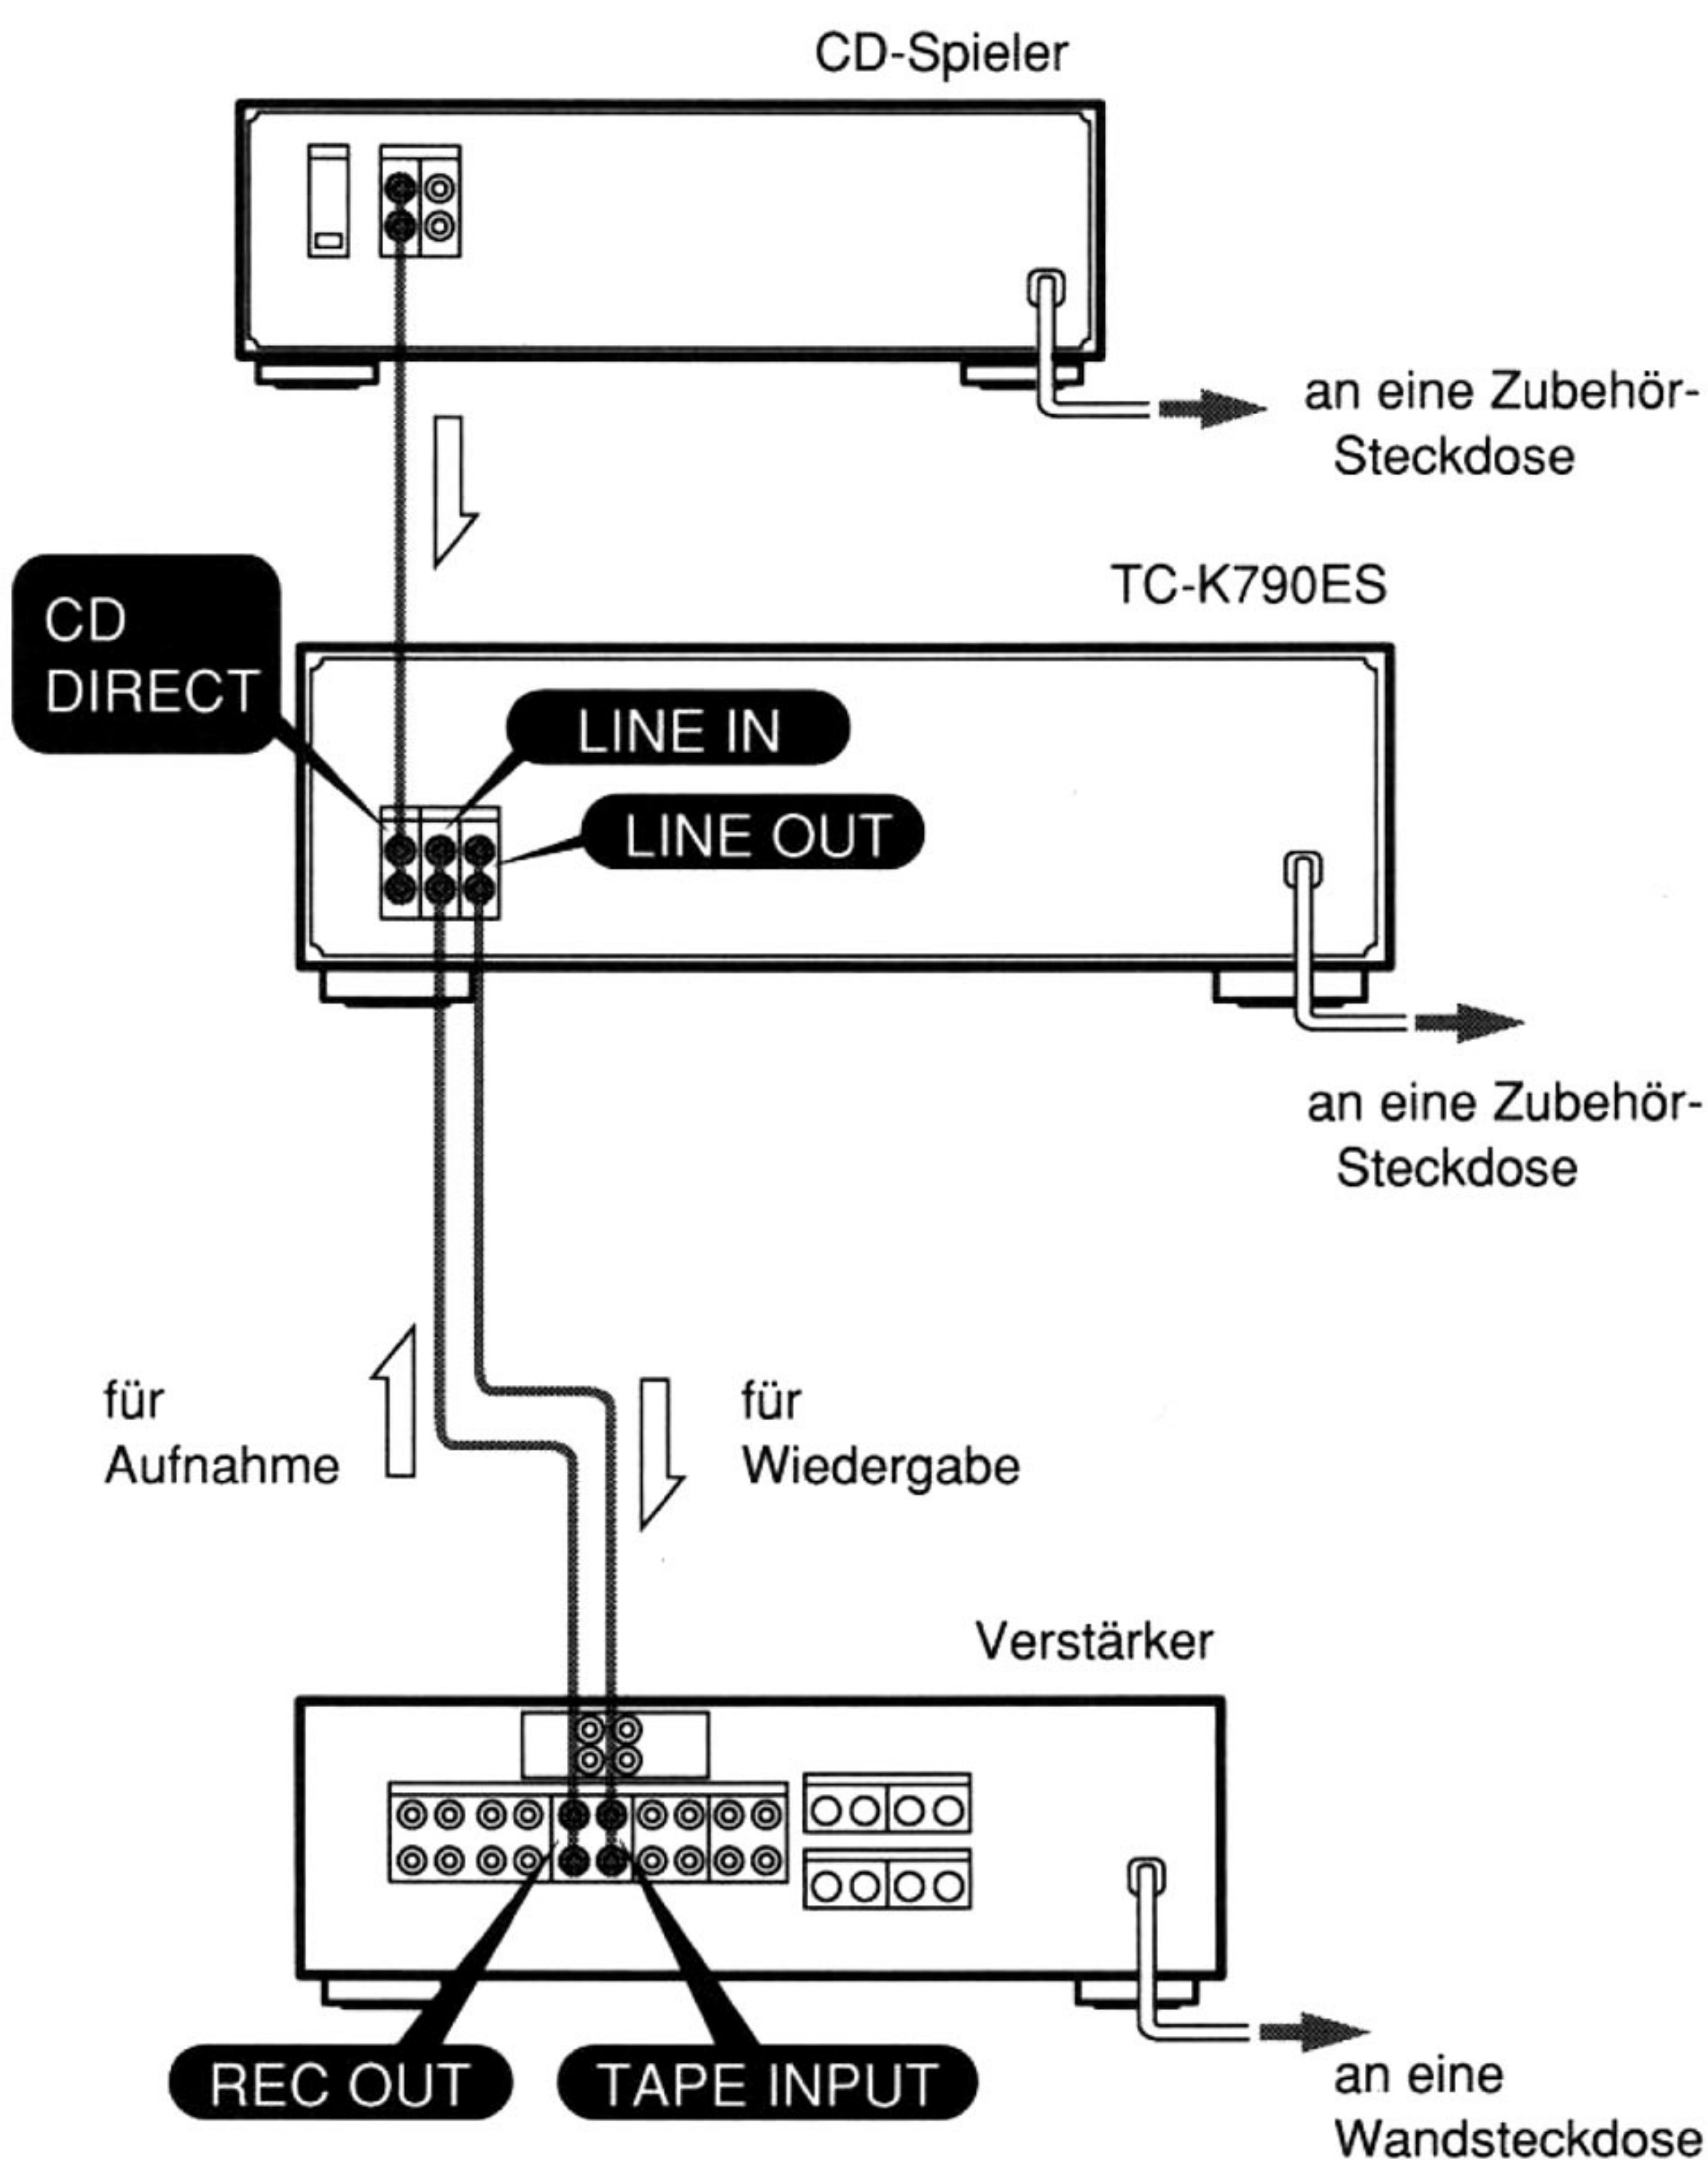 CD-Spieler
an eine Zubehör-
Steckdose
TC-K790ES
CD
DIRECT
LINE IN
LINE OUT
an eine Zubehör-
Steckdose
für
Aufnahme
für
Wiedergabe
Verstärker
REC OUT
TAPE INPUT
an eine
Wandsteckdose